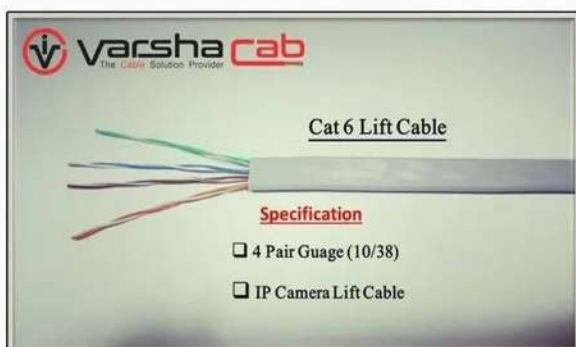 varsha cab
The Cable Solution Provider
Cat 6 Lift Cable
Specification
❑ 4 Pair Guage (10/38)
❑ IP Camera Lift Cable